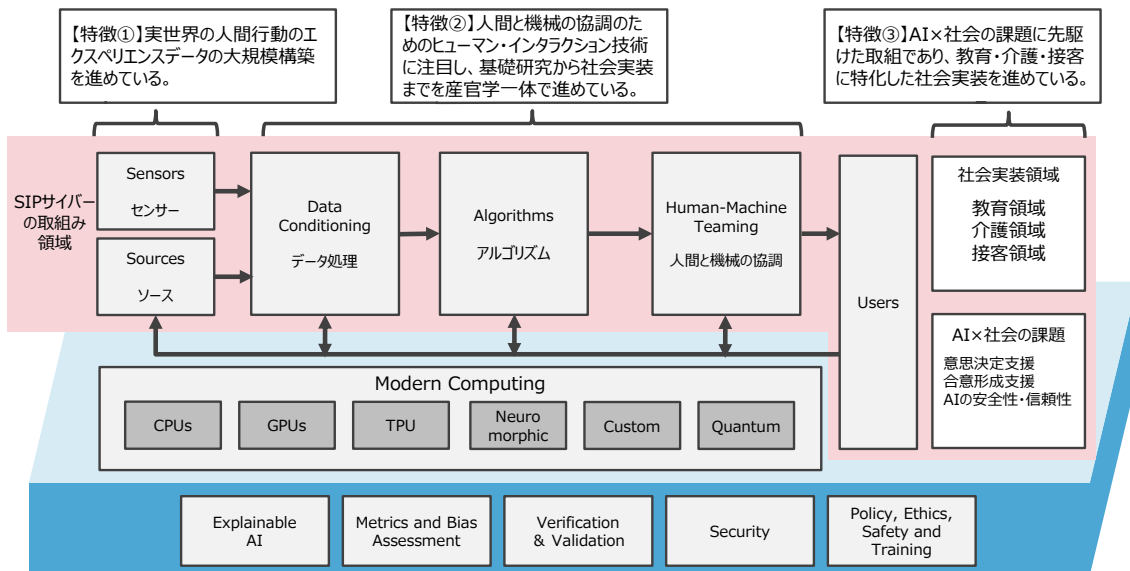 【特徴①】実世界の人間行動のエ
クスペリエンスデータの大規模構築
を進めている。
【特徴②】人間と機械の協調のた
めのヒューマン・インタラクション技術
に注目し、基礎研究から社会実装
までを産官学一体で進めている。
【特徴③】AI×社会の課題に先駆
けた取組であり、教育・介護・接客
に特化した社会実装を進めている。
SIPサイバー
の取組み
領域
Sensors
センサー
Sources
ソース
Data
Conditioning
データ処理
Algorithms
アルゴリズム
Human-Machine
Teaming
人間と機械の協調
Users
社会実装領域
教育領域
介護領域
接客領域
AI×社会の課題
意思決定支援
合意形成支援
AIの安全性・信頼性
Modern Computing
CPUs
GPUs
TPU
Neuro
morphic
Custom
Quantum
Explainable
AI
Metrics and Bias
Assessment
Verification
& Validation
Security
Policy, Ethics,
Safety and
Training